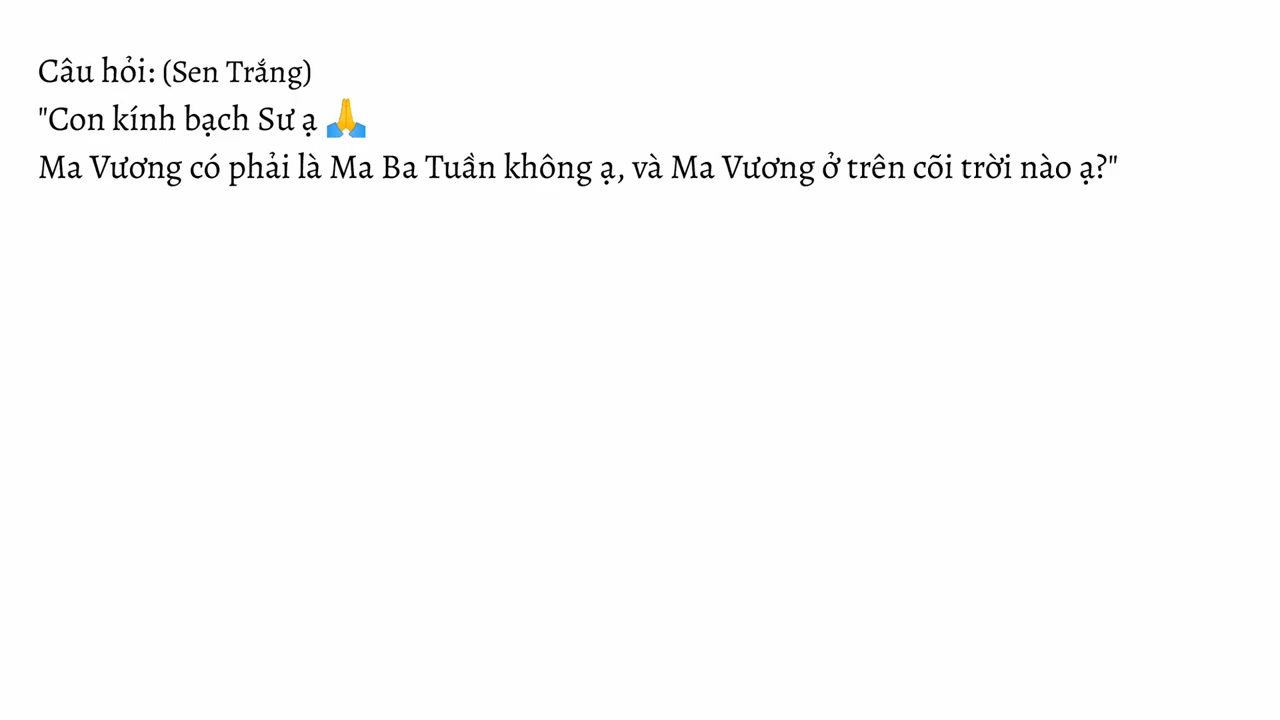 Câu hỏi: (Sen Trắng)
"Con kính bạch Sư ạ 🙏
Ma Vương có phải là Ma Ba Tuần không ạ, và Ma Vương ở trên cõi trời nào ạ?"